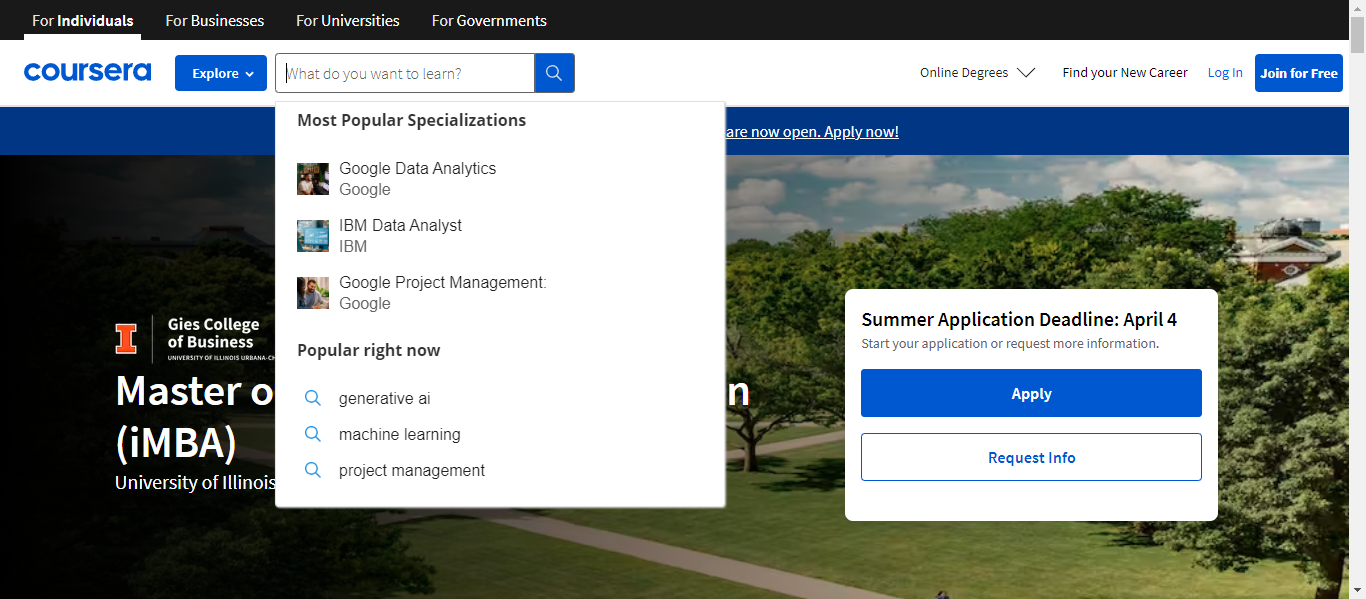 For Individuals For Businesses For Universities For Governments
coursera Explore What do you want to learn? Online Degrees Find your New Career Log In Join for Free
are now open. Apply now!
Most Popular Specializations
Google Data Analytics
Google
IBM Data Analyst
IBM
Google Project Management:
Google
Popular right now
generative ai
machine learning
project management
Gies College
of Business
UNIVERSITY OF ILLINOIS URBANA-CH
Master o n
(iMBA)
University of Illinois
Summer Application Deadline: April 4
Start your application or request more information.
Apply
Request Info